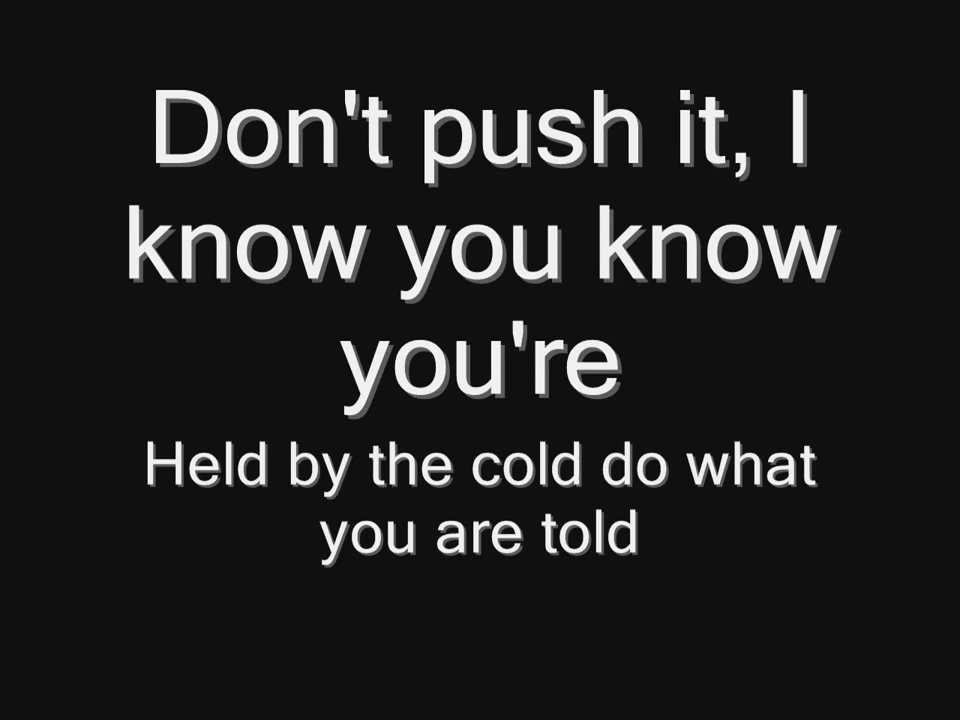 Don't push it, I
know you know
you're
Held by the cold do what
you are told